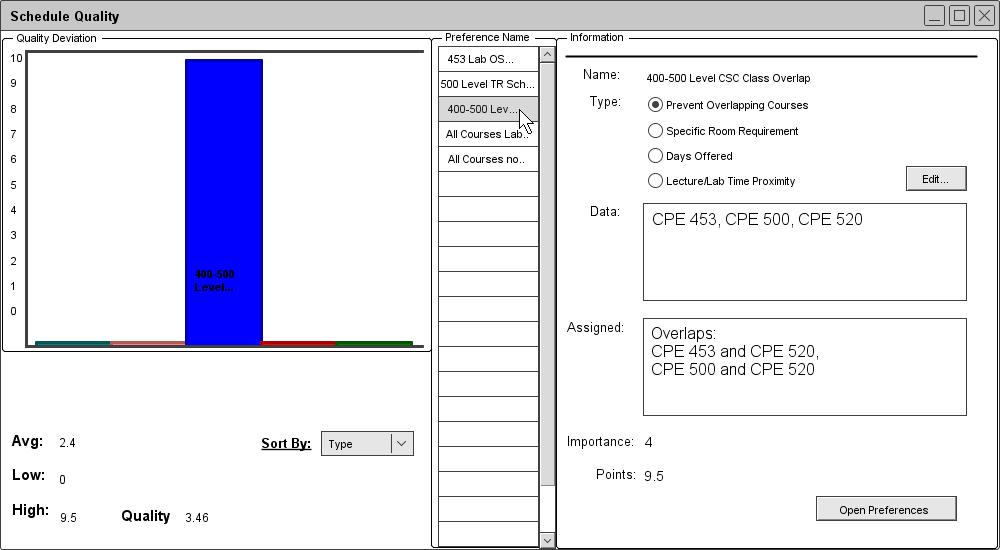 Schedule Quality
Quality Deviation
10
9
8
7
6
5
4
3
2
1
0
400-500
Level...
Avg: 2.4
Low: 0
High: 9.5
Quality 3.46
Sort By: Type
Preference Name
453 Lab OS...
500 Level TR Sch...
400-500 Lev...
All Courses Lab..
All Courses no..
Information
Name: 400-500 Level CSC Class Overlap
Type: Prevent Overlapping Courses
Specific Room Requirement
Days Offered
Lecture/Lab Time Proximity
Edit...
Data: CPE 453, CPE 500, CPE 520
Assigned: Overlaps:
CPE 453 and CPE 520,
CPE 500 and CPE 520
Importance: 4
Points: 9.5
Open Preferences